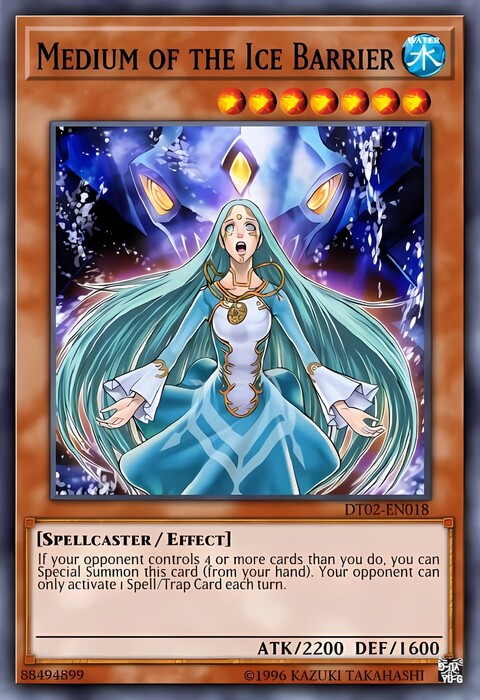 Medium of the Ice Barrier
WATER
水
DT02-EN018
[Spellcaster / Effect]
If your opponent controls 4 or more cards than you do, you can
Special Summon this card (from your hand). Your opponent can
only activate 1 Spell/Trap Card each turn.
ATK/2200 DEF/1600
88494899
©1996 KAZUKI TAKAHASHI